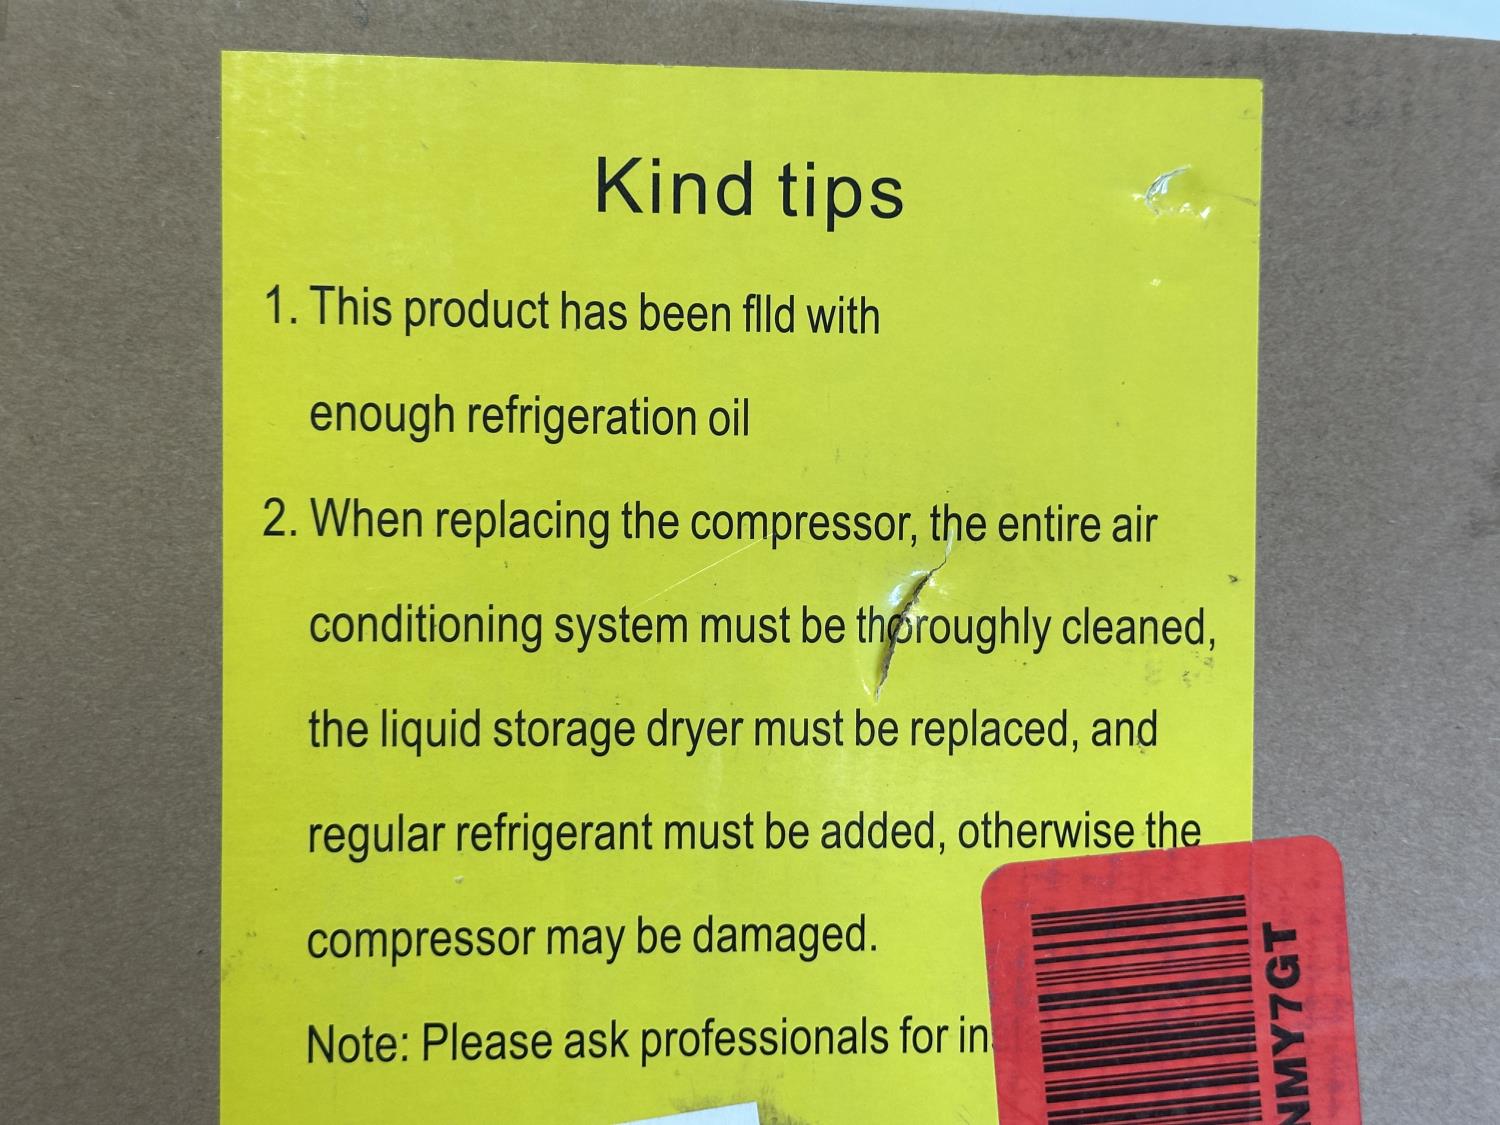 Kind tips
1. This product has been flld with
enough refrigeration oil
2. When replacing the compressor, the entire air
conditioning system must be thoroughly cleaned,
the liquid storage dryer must be replaced, and
regular refrigerant must be added, otherwise the
compressor may be damaged.
Note: Please ask professionals for
NMY7GT